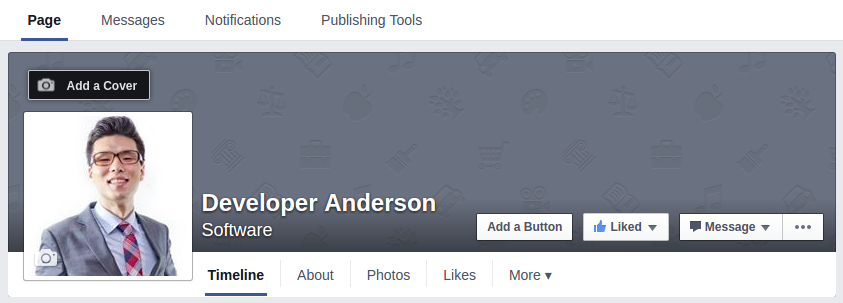 Page Messages Notifications Publishing Tools
Add a Cover
Developer Anderson
Software
Add a Button Liked Message
Timeline About Photos Likes More